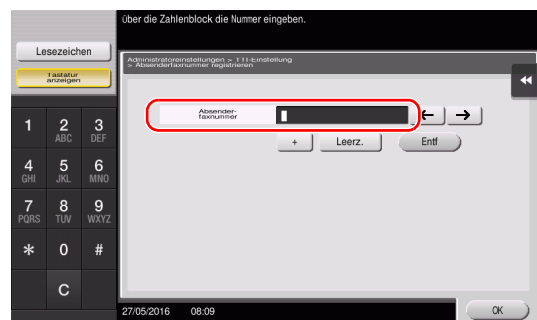 über die Zahlenblock die Nummer eingeben.
Lesezeichen
Tastatur
anzeigen
Administratoreinstellungen > TTI-Einstellung
> Absenderfaxnummer registrieren
Absender-
faxnummer
+ Leerz. Entf
1 2 3
ABC DEF
4 5 6
GHI JKL MNO
7 8 9
PQRS TUV WXYZ
* 0 #
C
27/05/2016 08:09
OK